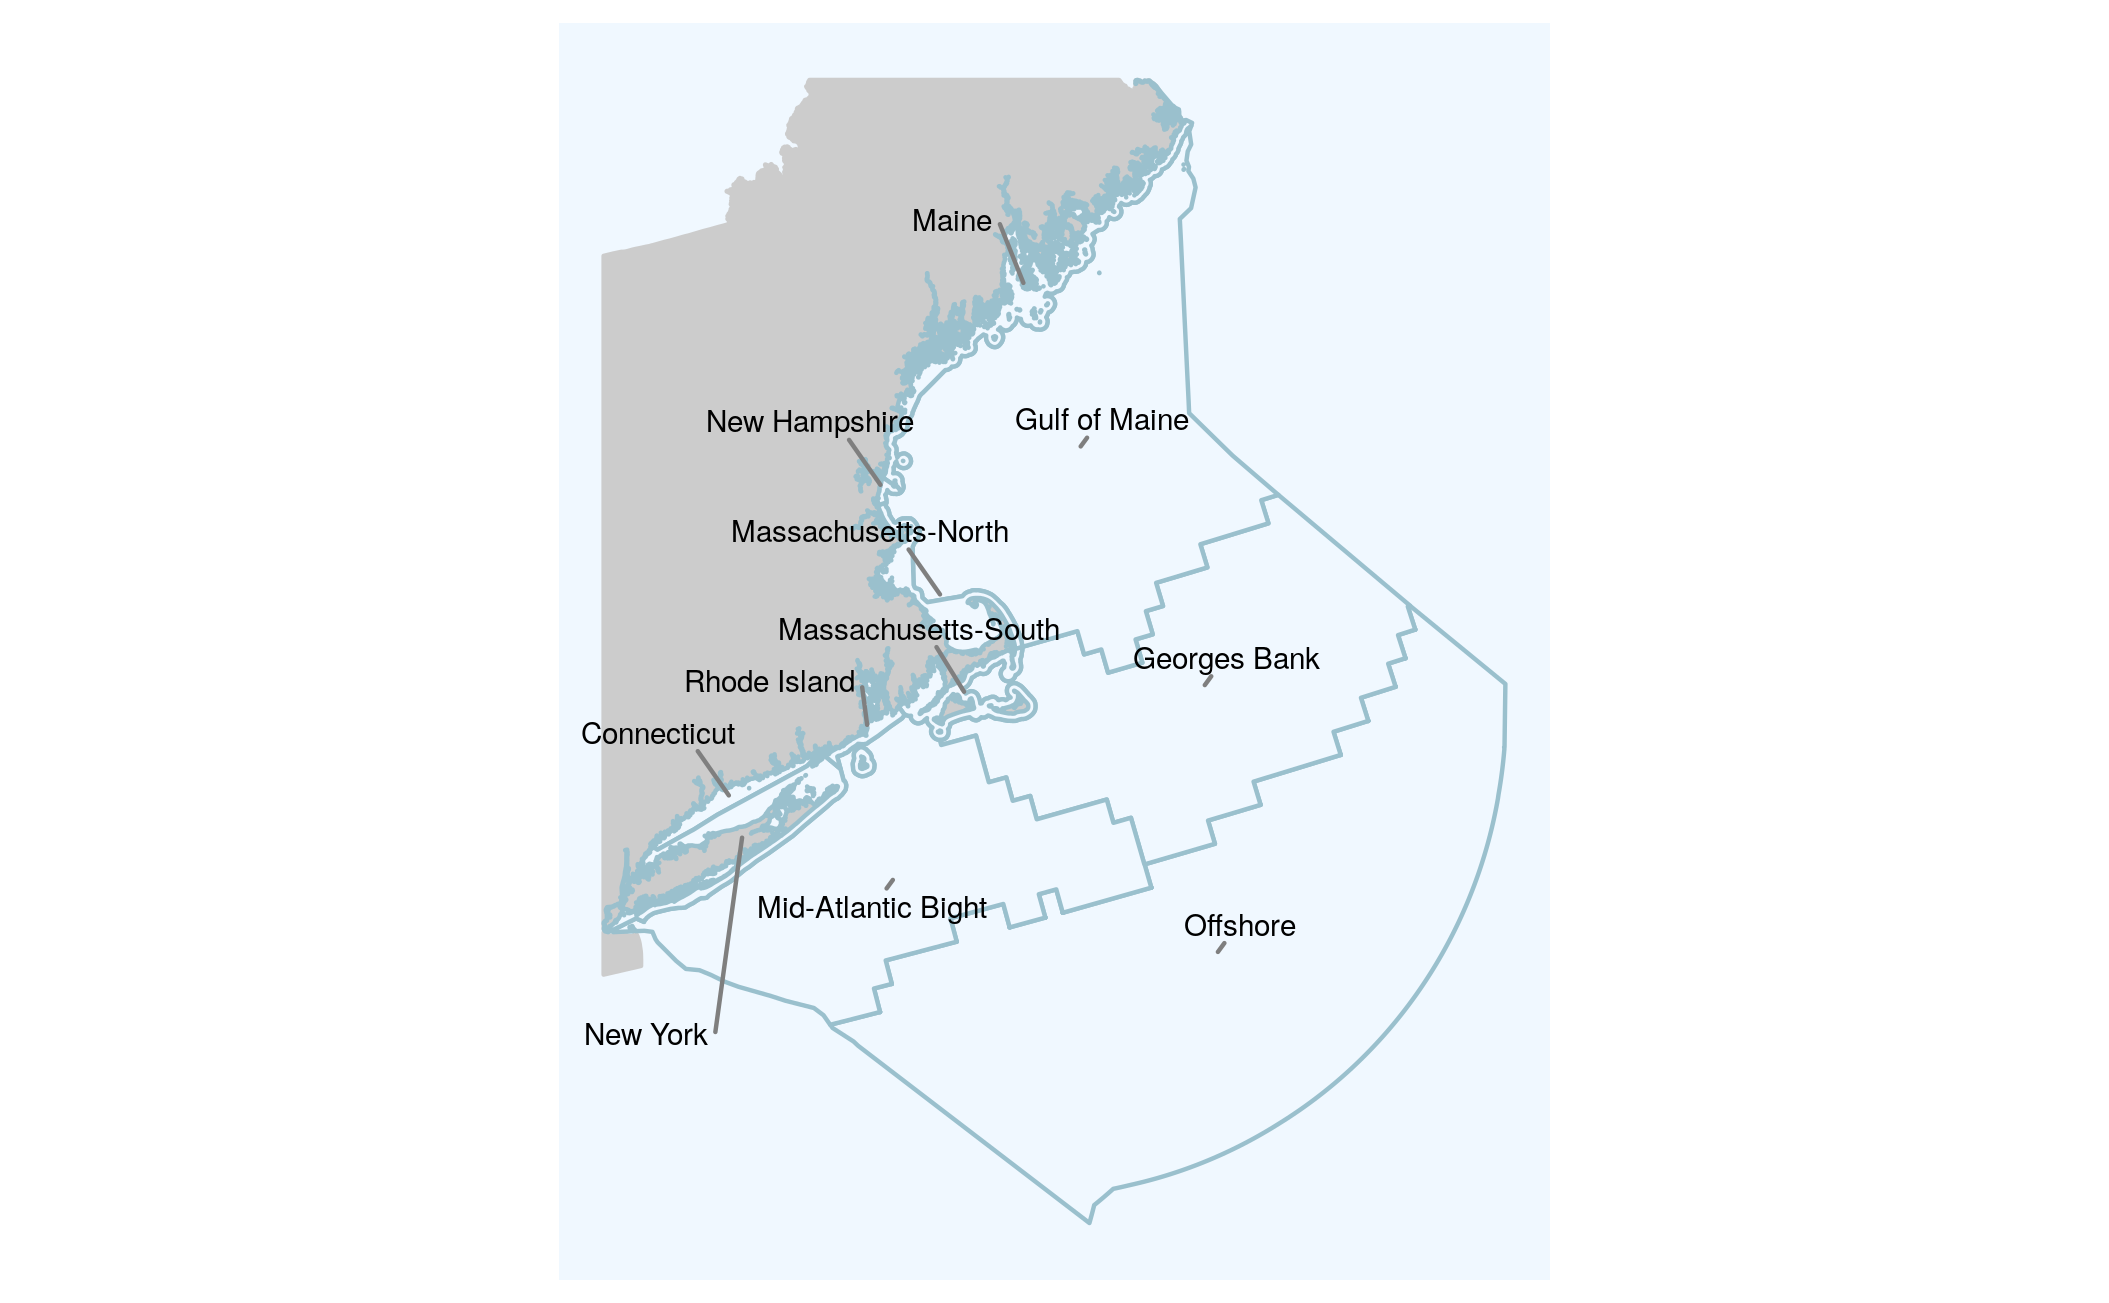 Maine
New Hampshire
Gulf of Maine
Massachusetts-North
Massachusetts-South
Georges Bank
Rhode Island
Connecticut
Mid-Atlantic Bight
Offshore
New York